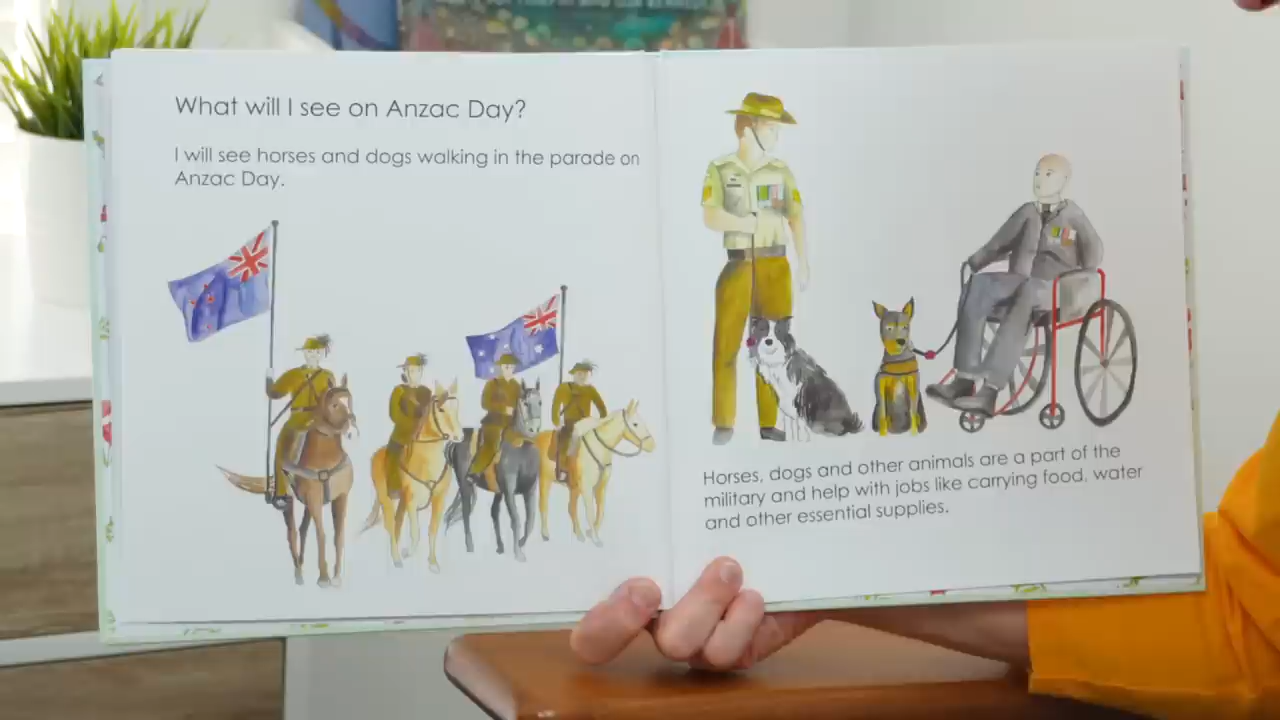 What will I see on Anzac Day?
I will see horses and dogs walking in the parade on
Anzac Day.
Horses, dogs and other animals are a part of the
military and help with jobs like carrying food, water
and other essential supplies.